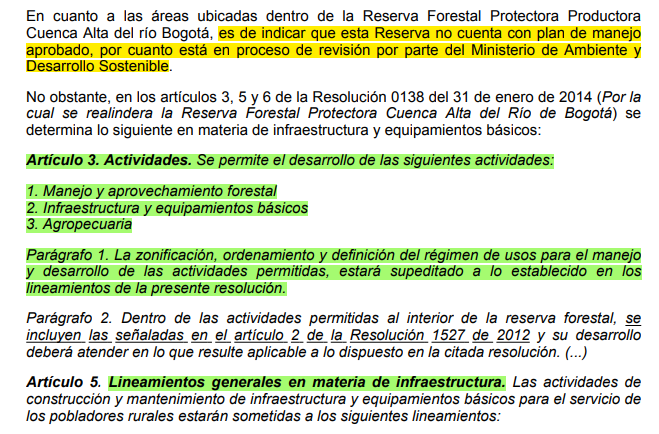 En cuanto a las áreas ubicadas dentro de la Reserva Forestal Protectora Productora
Cuenca Alta del río Bogotá, es de indicar que esta Reserva no cuenta con plan de manejo
aprobado, por cuanto está en proceso de revisión por parte del Ministerio de Ambiente y
Desarrollo Sostenible.
No obstante, en los artículos 3, 5 y 6 de la Resolución 0138 del 31 de enero de 2014 (Por la
cual se realindera la Reserva Forestal Protectora Cuenca Alta del Río de Bogotá) se
determina lo siguiente en materia de infraestructura y equipamientos básicos:
Artículo 3. Actividades. Se permite el desarrollo de las siguientes actividades:
1. Manejo y aprovechamiento forestal
2. Infraestructura y equipamientos básicos
3. Agropecuaria
Parágrafo 1. La zonificación, ordenamiento y definición del régimen de usos para el manejo
y desarrollo de las actividades permitidas, estará supeditado a lo establecido en los
lineamientos de la presente resolución.
Parágrafo 2. Dentro de las actividades permitidas al interior de la reserva forestal, se
incluyen las señaladas en el artículo 2 de la Resolución 1527 de 2012 y su desarrollo
deberá atender en lo que resulte aplicable a lo dispuesto en la citada resolución. (...)
Artículo 5. Lineamientos generales en materia de infraestructura. Las actividades de
construcción y mantenimiento de infraestructura y equipamientos básicos para el servicio de
los pobladores rurales estarán sometidas a los siguientes lineamientos: